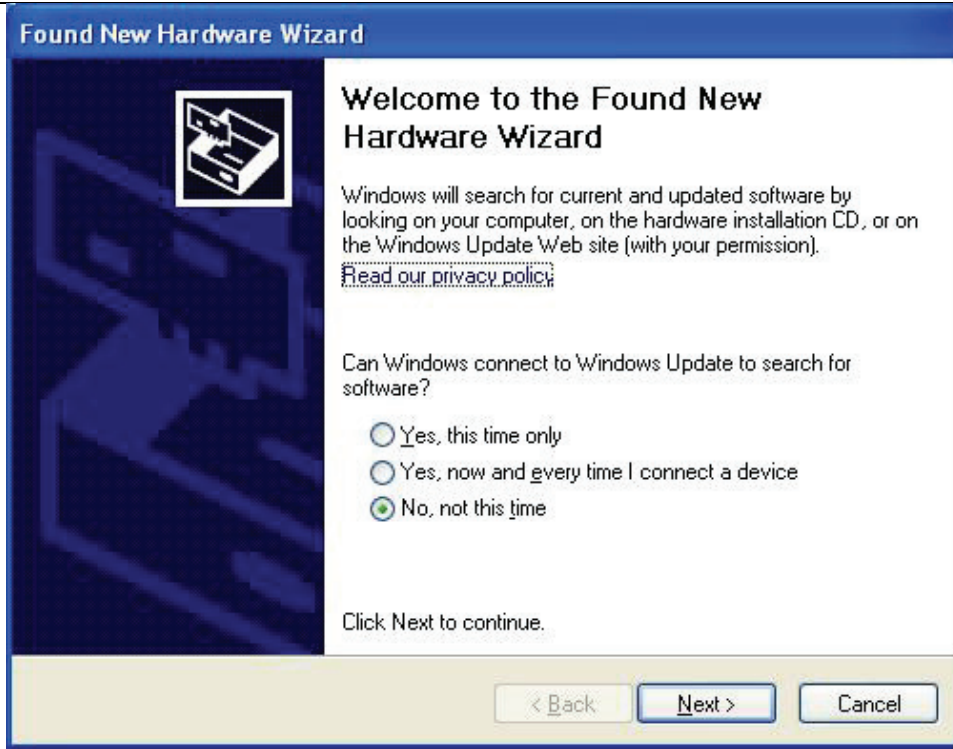 Found New Hardware Wizard
Welcome to the Found New
Hardware Wizard
Windows will search for current and updated software by
looking on your computer, on the hardware installation CD, or on
the Windows Update Web site (with your permission).
Read our privacy policy
Can Windows connect to Windows Update to search for
software?
Yes, this time only
Yes, now and every time I connect a device
No, not this time
Click Next to continue.
< Back
Next >
Cancel